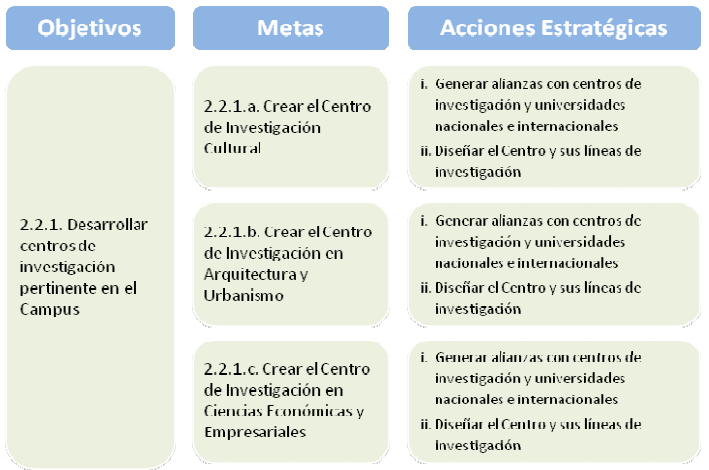 Objetivos
Metas
Acciones Estratégicas
2.2.1. Desarrollar
centros de
investigación
pertinente en el
Campus
2.2.1.a. Crear el Centro
de Investigación
Cultural
i. Generar alianzas con centros de
investigación y universidades
nacionales e internacionales
ii. Diseñar el Centro y sus líneas de
investigación
2.2.1.b. Crear el Centro
de Investigación en
Arquitectura y
Urbanismo
i. Generar alianzas con centros de
investigación y universidades
nacionales e internacionales
ii. Diseñar el Centro y sus líneas de
investigación
2.2.1.c. Crear el Centro
de Investigación en
Ciencias Económicas y
Empresariales
i. Generar alianzas con centros de
investigación y universidades
nacionales e internacionales
ii. Diseñar el Centro y sus líneas de
investigación